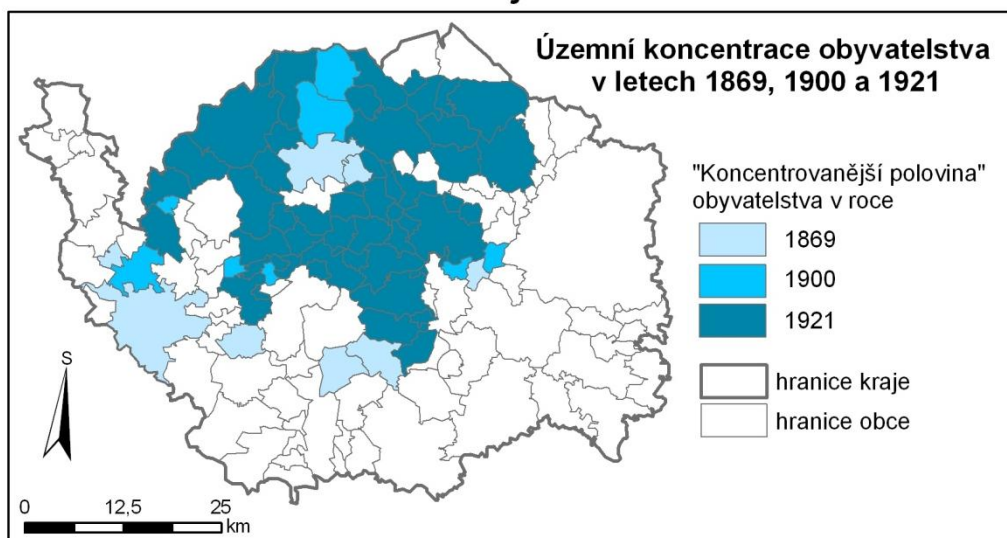 Územní koncentrace obyvatelstva
v letech 1869, 1900 a 1921
"Koncentrovanější polovina"
obyvatelstva v roce
1869
1900
1921
hranice kraje
hranice obce
S
0 12,5 25
km